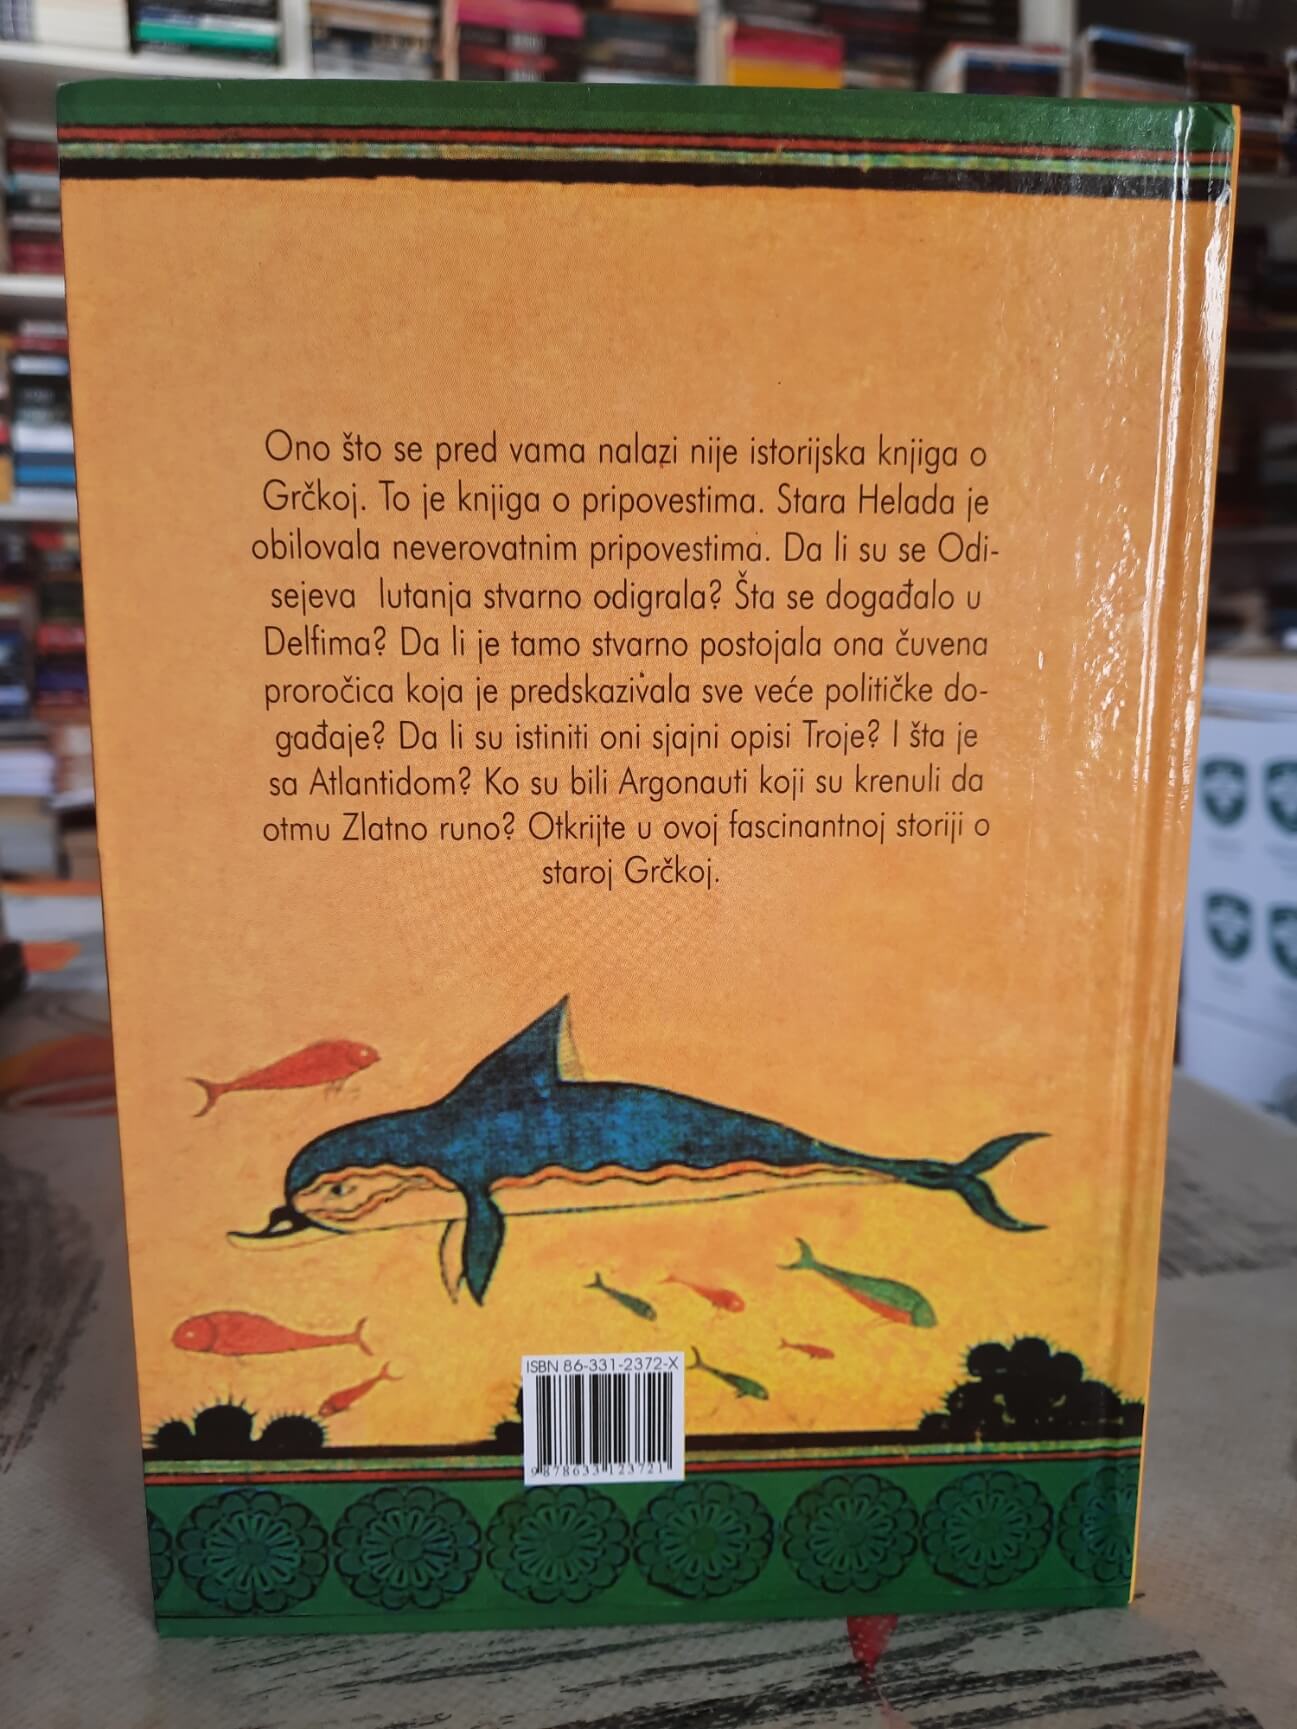 Ono što se pred vama nalazi nije istorijska knjiga o
Grčkoj. To je knjiga o pripovestima. Stara Helada je
obilovala neverovatnim pripovestima. Da li su se Odi-
sejeva lutanja stvarno odigrala? Šta se događalo u
Delfima? Da li je tamo stvarno postojala ona čuvena
proročica koja je predskazivala sve veće političke do-
gađaje? Da li su istiniti oni sjajni opisi Troje? I šta je
sa Atlantidom? Ko su bili Argonauti koji su krenuli da
otmu Zlatno runo? Otkrijte u ovoj fascinantnoj storiji o
staroj Grčkoj.
ISBN 86-331-2372-X
9 788633 123721